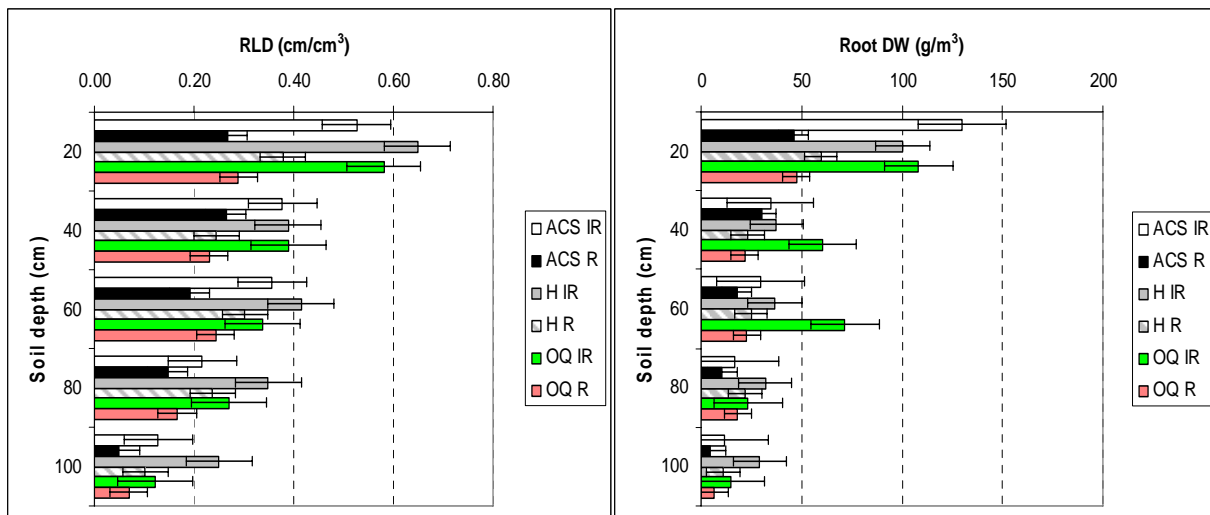 RLD (cm/cm³)
0.00 0.20 0.40 0.60 0.80
Soil depth (cm)
20
40
60
80
100
ACS IR
ACS R
H IR
H R
OQ IR
OQ R
Root DW (g/m³)
0 50 100 150 200
Soil depth (cm)
20
40
60
80
100
ACS IR
ACS R
H IR
H R
OQ IR
OQ R